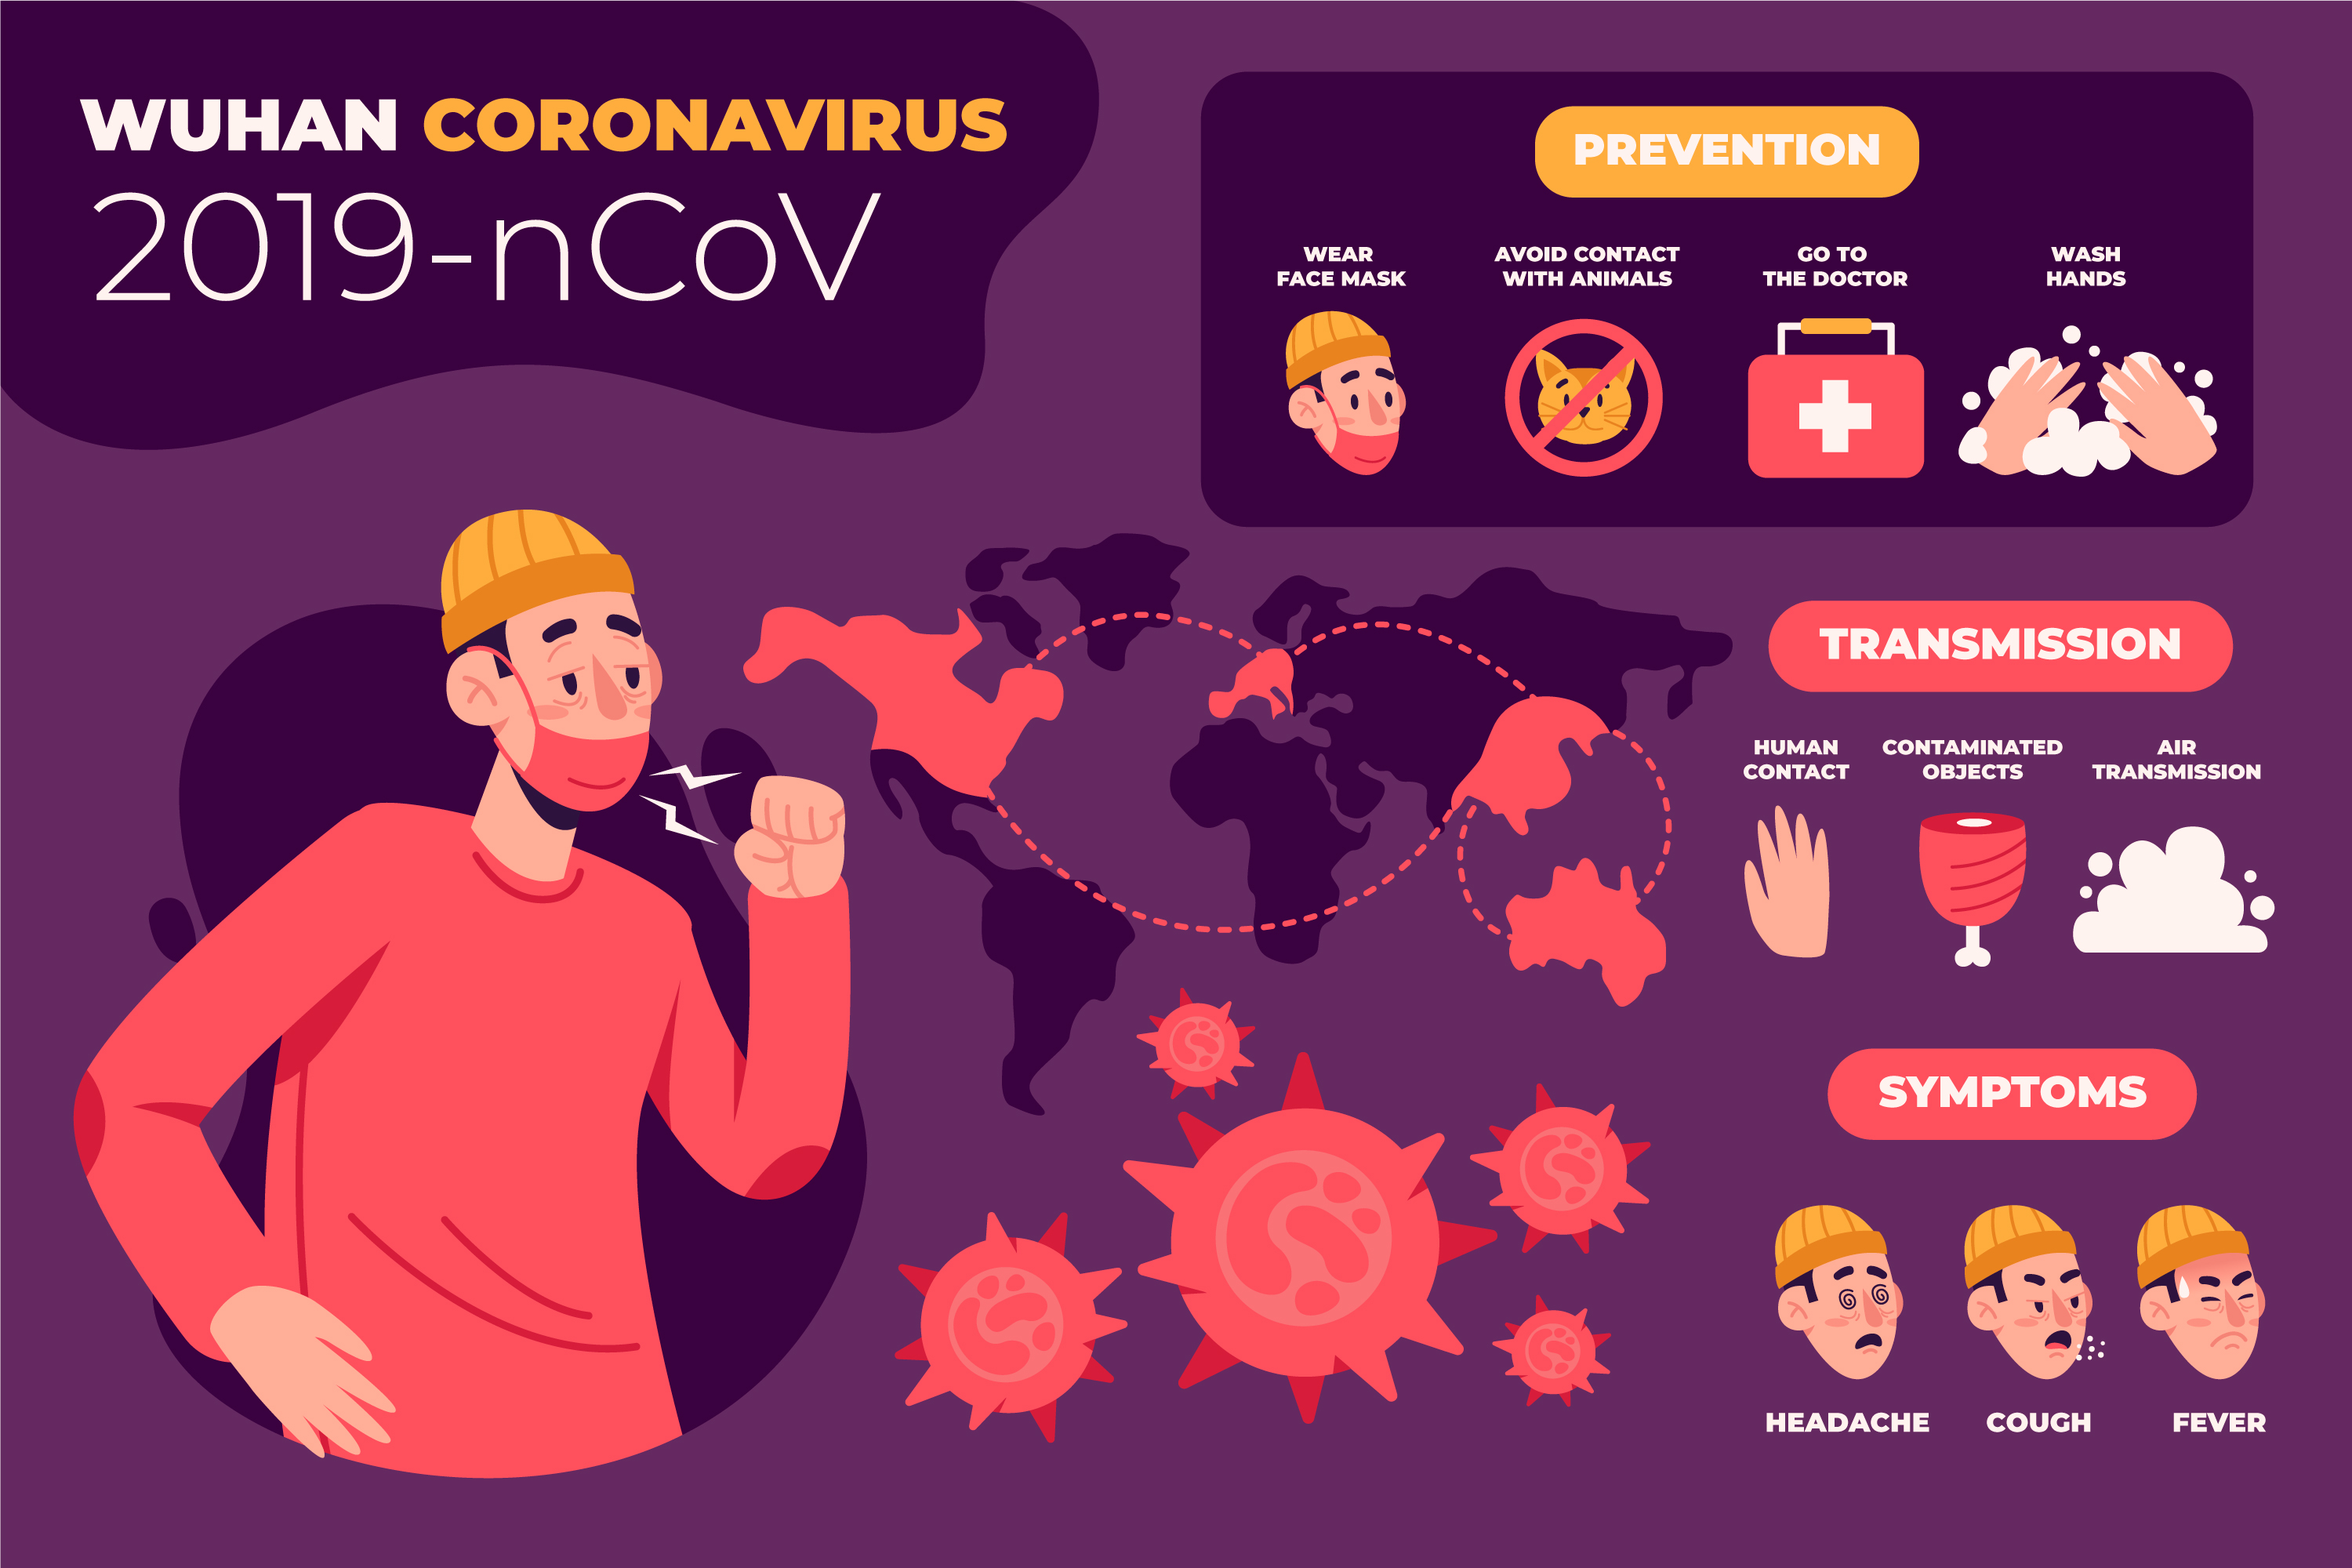 WUHAN CORONAVIRUS
2019-nCoV
PREVENTION
WEAR
FACE MASK
AVOID CONTACT
WITH ANIMALS
GO TO
THE DOCTOR
WASH
HANDS
TRANSMISSION
HUMAN
CONTACT
CONTAMINATED
OBJECTS
AIR
TRANSMISSION
SYMPTOMS
HEADACHE
COUGH
FEVER